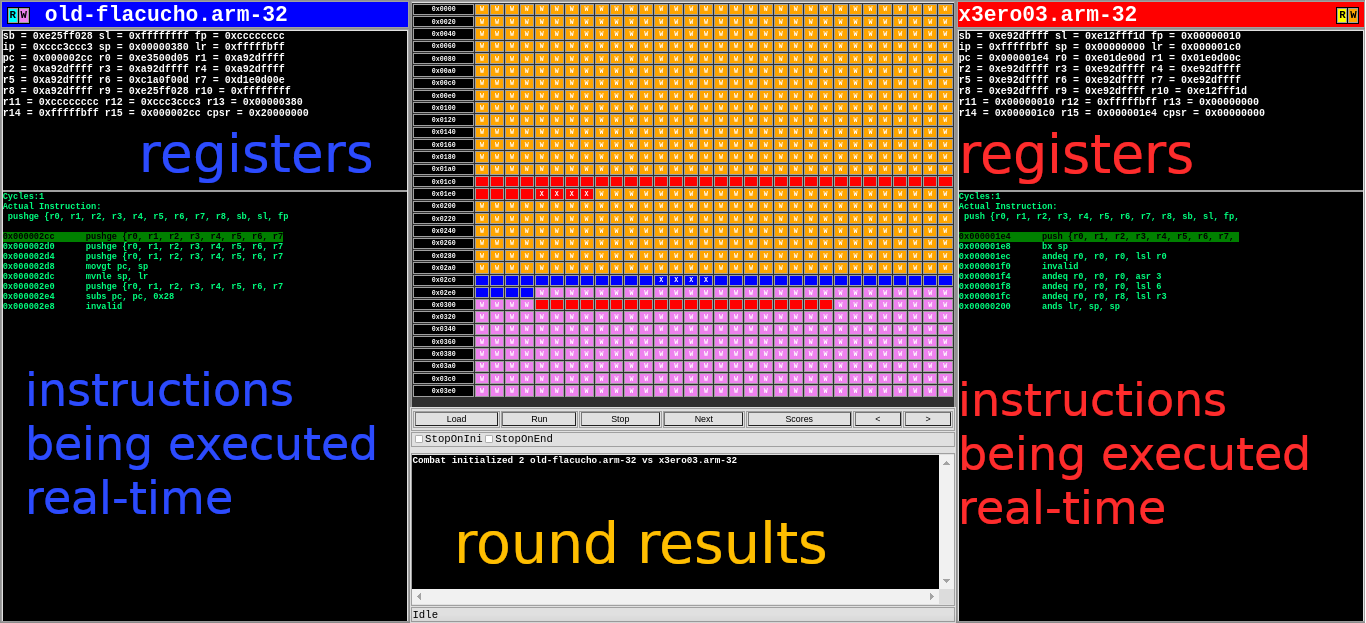 R W old-flacucho.arm-32
sb = 0xe25ff028 sl = 0xffffffff fp = 0xcccccccc
ip = 0xccc3ccc3 sp = 0x00000380 lr = 0xfffffbff
pc = 0x000002cc r0 = 0xe3500d05 r1 = 0xa92dffff
r2 = 0xa92dffff r3 = 0xa92dffff r4 = 0xa92dffff
r5 = 0xa92dffff r6 = 0xc1a0f00d r7 = 0xd1e0d00e
r8 = 0xa92dffff r9 = 0xe25ff028 r10 = 0xffffffff
r11 = 0xcccccccc r12 = 0xccc3ccc3 r13 = 0x00000380
r14 = 0xfffffbff r15 = 0x000002cc cpsr = 0x20000000
registers
Cycles:1
Actual Instruction:
pushge {r0, r1, r2, r3, r4, r5, r6, r7, r8, sb, sl, fp
0x000002cc pushge {r0, r1, r2, r3, r4, r5, r6, r7
0x000002d0 pushge {r0, r1, r2, r3, r4, r5, r6, r7
0x000002d4 pushge {r0, r1, r2, r3, r4, r5, r6, r7
0x000002d8 movgt pc, sp
0x000002dc mvnle sp, lr
0x000002e0 pushge {r0, r1, r2, r3, r4, r5, r6, r7
0x000002e4 subs pc, pc, 0x28
0x000002e8 invalid
instructions
being executed
real-time
0x0000
0x0020
0x0040
0x0060
0x0080
0x00a0
0x00c0
0x00e0
0x0100
0x0120
0x0140
0x0160
0x0180
0x01a0
0x01c0
0x01e0 X X X X
0x0200
0x0220
0x0240
0x0260
0x0280
0x02a0
0x02c0 X X X X
0x02e0
0x0300
0x0320
0x0340
0x0360
0x0380
0x03a0
0x03c0
0x03e0
Load Run Stop Next Scores < >
StopOnIni StopOnEnd
Combat initialized 2 old-flacucho.arm-32 vs x3ero03.arm-32
round results
Idle
x3ero03.arm-32 R W
sb = 0xe92dffff sl = 0xe12fff1d fp = 0x00000010
ip = 0xfffffbff sp = 0x00000000 lr = 0x000001c0
pc = 0x000001e4 r0 = 0x01de00d r1 = 0x01e0d00c
r2 = 0xe92dffff r3 = 0xe92dffff r4 = 0xe92dffff
r5 = 0xe92dffff r6 = 0xe92dffff r7 = 0xe92dffff
r8 = 0xe92dffff r9 = 0xe92dffff r10 = 0xe12fff1d
r11 = 0x00000010 r12 = 0xfffffbff r13 = 0x00000000
r14 = 0x000001c0 r15 = 0x000001e4 cpsr = 0x00000000
registers
Cycles:1
Actual Instruction:
push {r0, r1, r2, r3, r4, r5, r6, r7, r8, sb, sl, fp,
0x000001e4 push {r0, r1, r2, r3, r4, r5, r6, r7,
0x000001e8 bx sp
0x000001ec andeq r0, r0, r0, lsl r0
0x000001f0 invalid
0x000001f4 andeq r0, r0, r0, asr 3
0x000001f8 andeq r0, r0, r0, lsl 6
0x000001fc andeq r0, r0, r8, lsl r3
0x00000200 ands lr, sp, sp
instructions
being executed
real-time